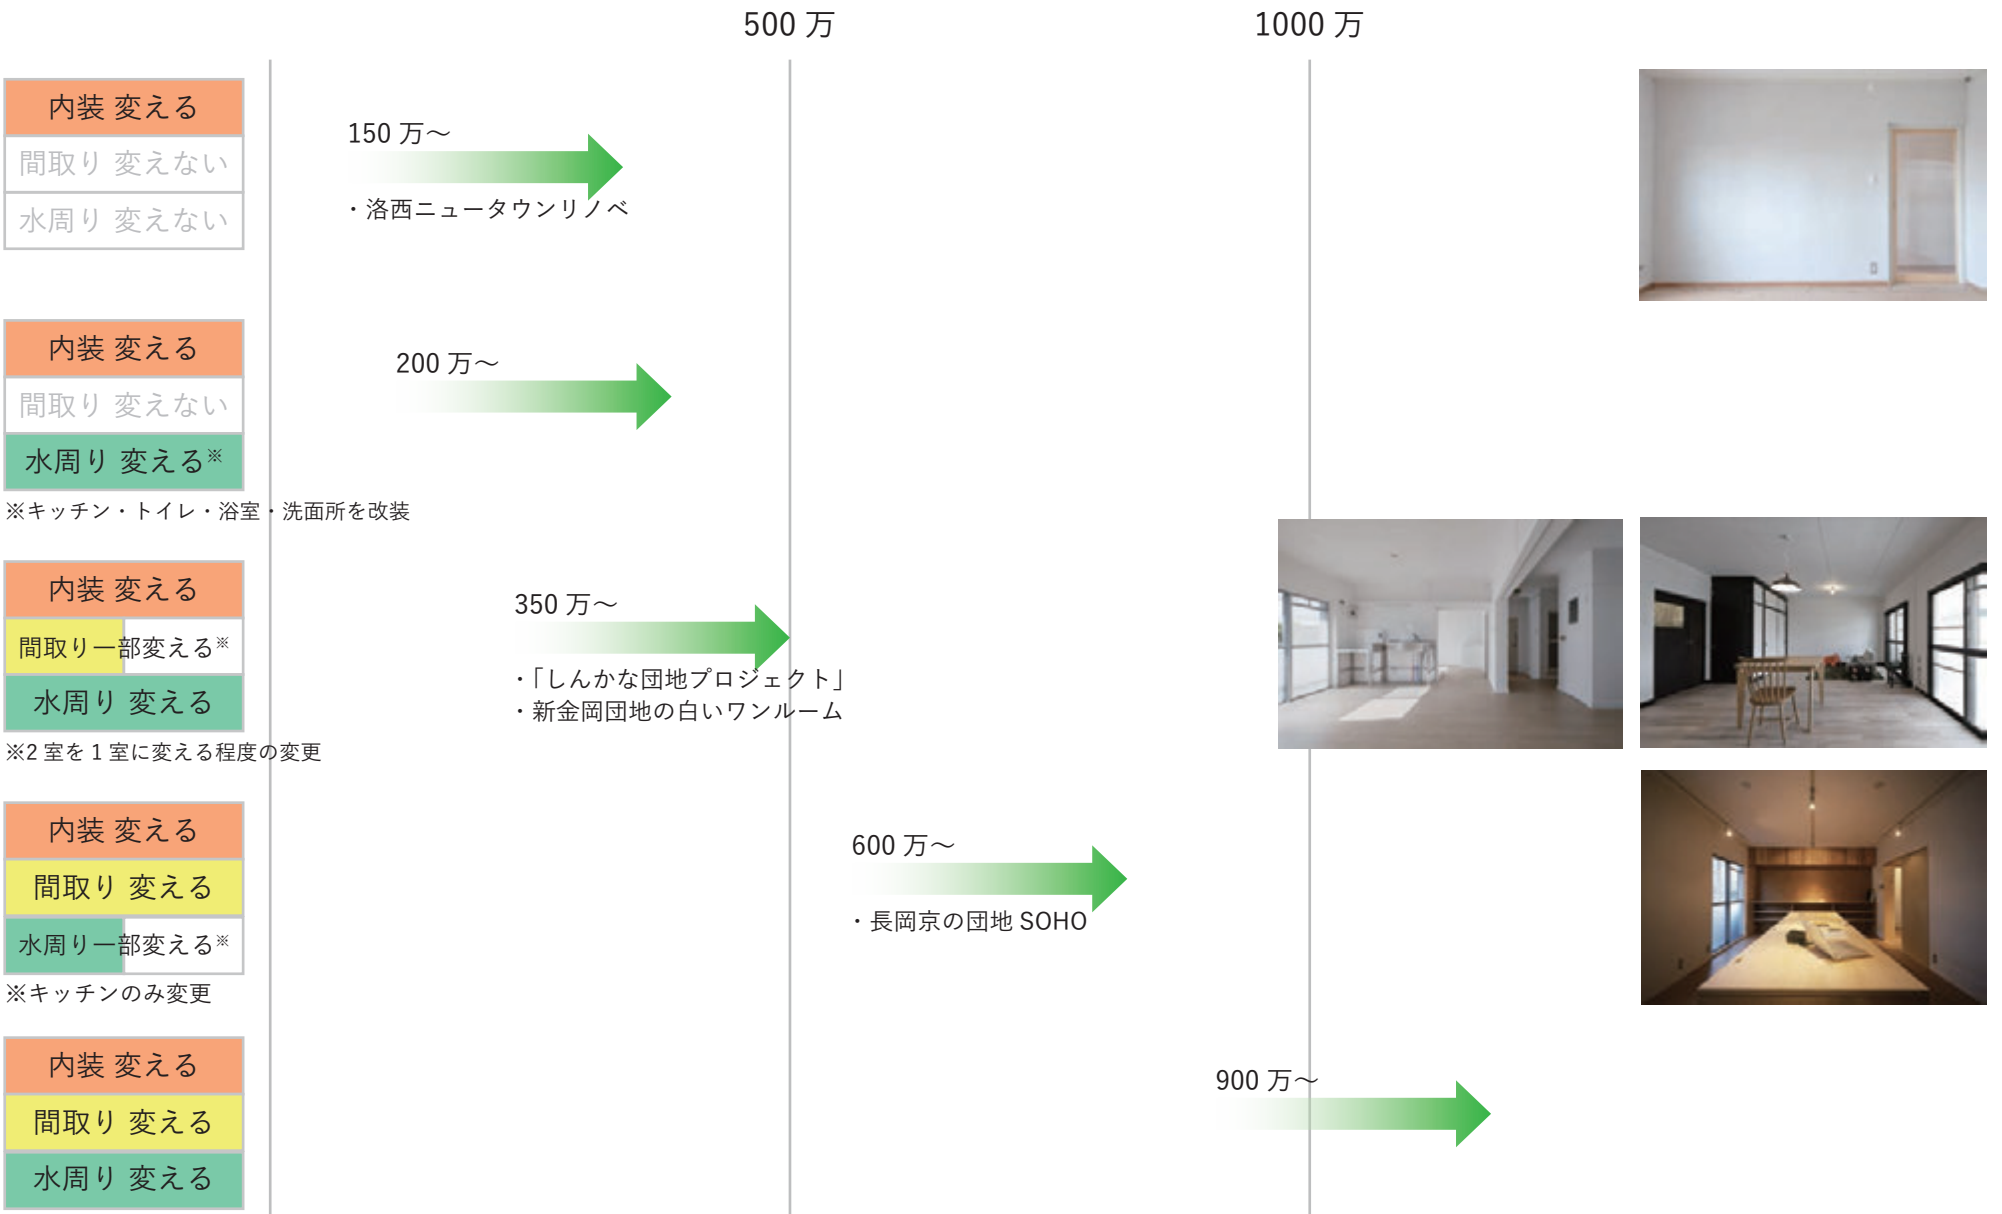 500 万
1000 万
内装 変える
間取り 変えない
水周り 変えない
150 万〜
・洛西ニュータウンリノベ
内装 変える
間取り 変えない
水周り 変える※
※キッチン・トイレ・浴室・洗面所を改装
200 万〜
内装 変える
間取り一部変える※
水周り 変える
※2 室を 1 室に変える程度の変更
350 万〜
・「しんかな団地プロジェクト」
・新金岡団地の白いワンルーム
内装 変える
間取り 変える
水周り一部変える※
※キッチンのみ変更
600 万〜
・長岡京の団地 SOHO
内装 変える
間取り 変える
水周り 変える
900 万〜